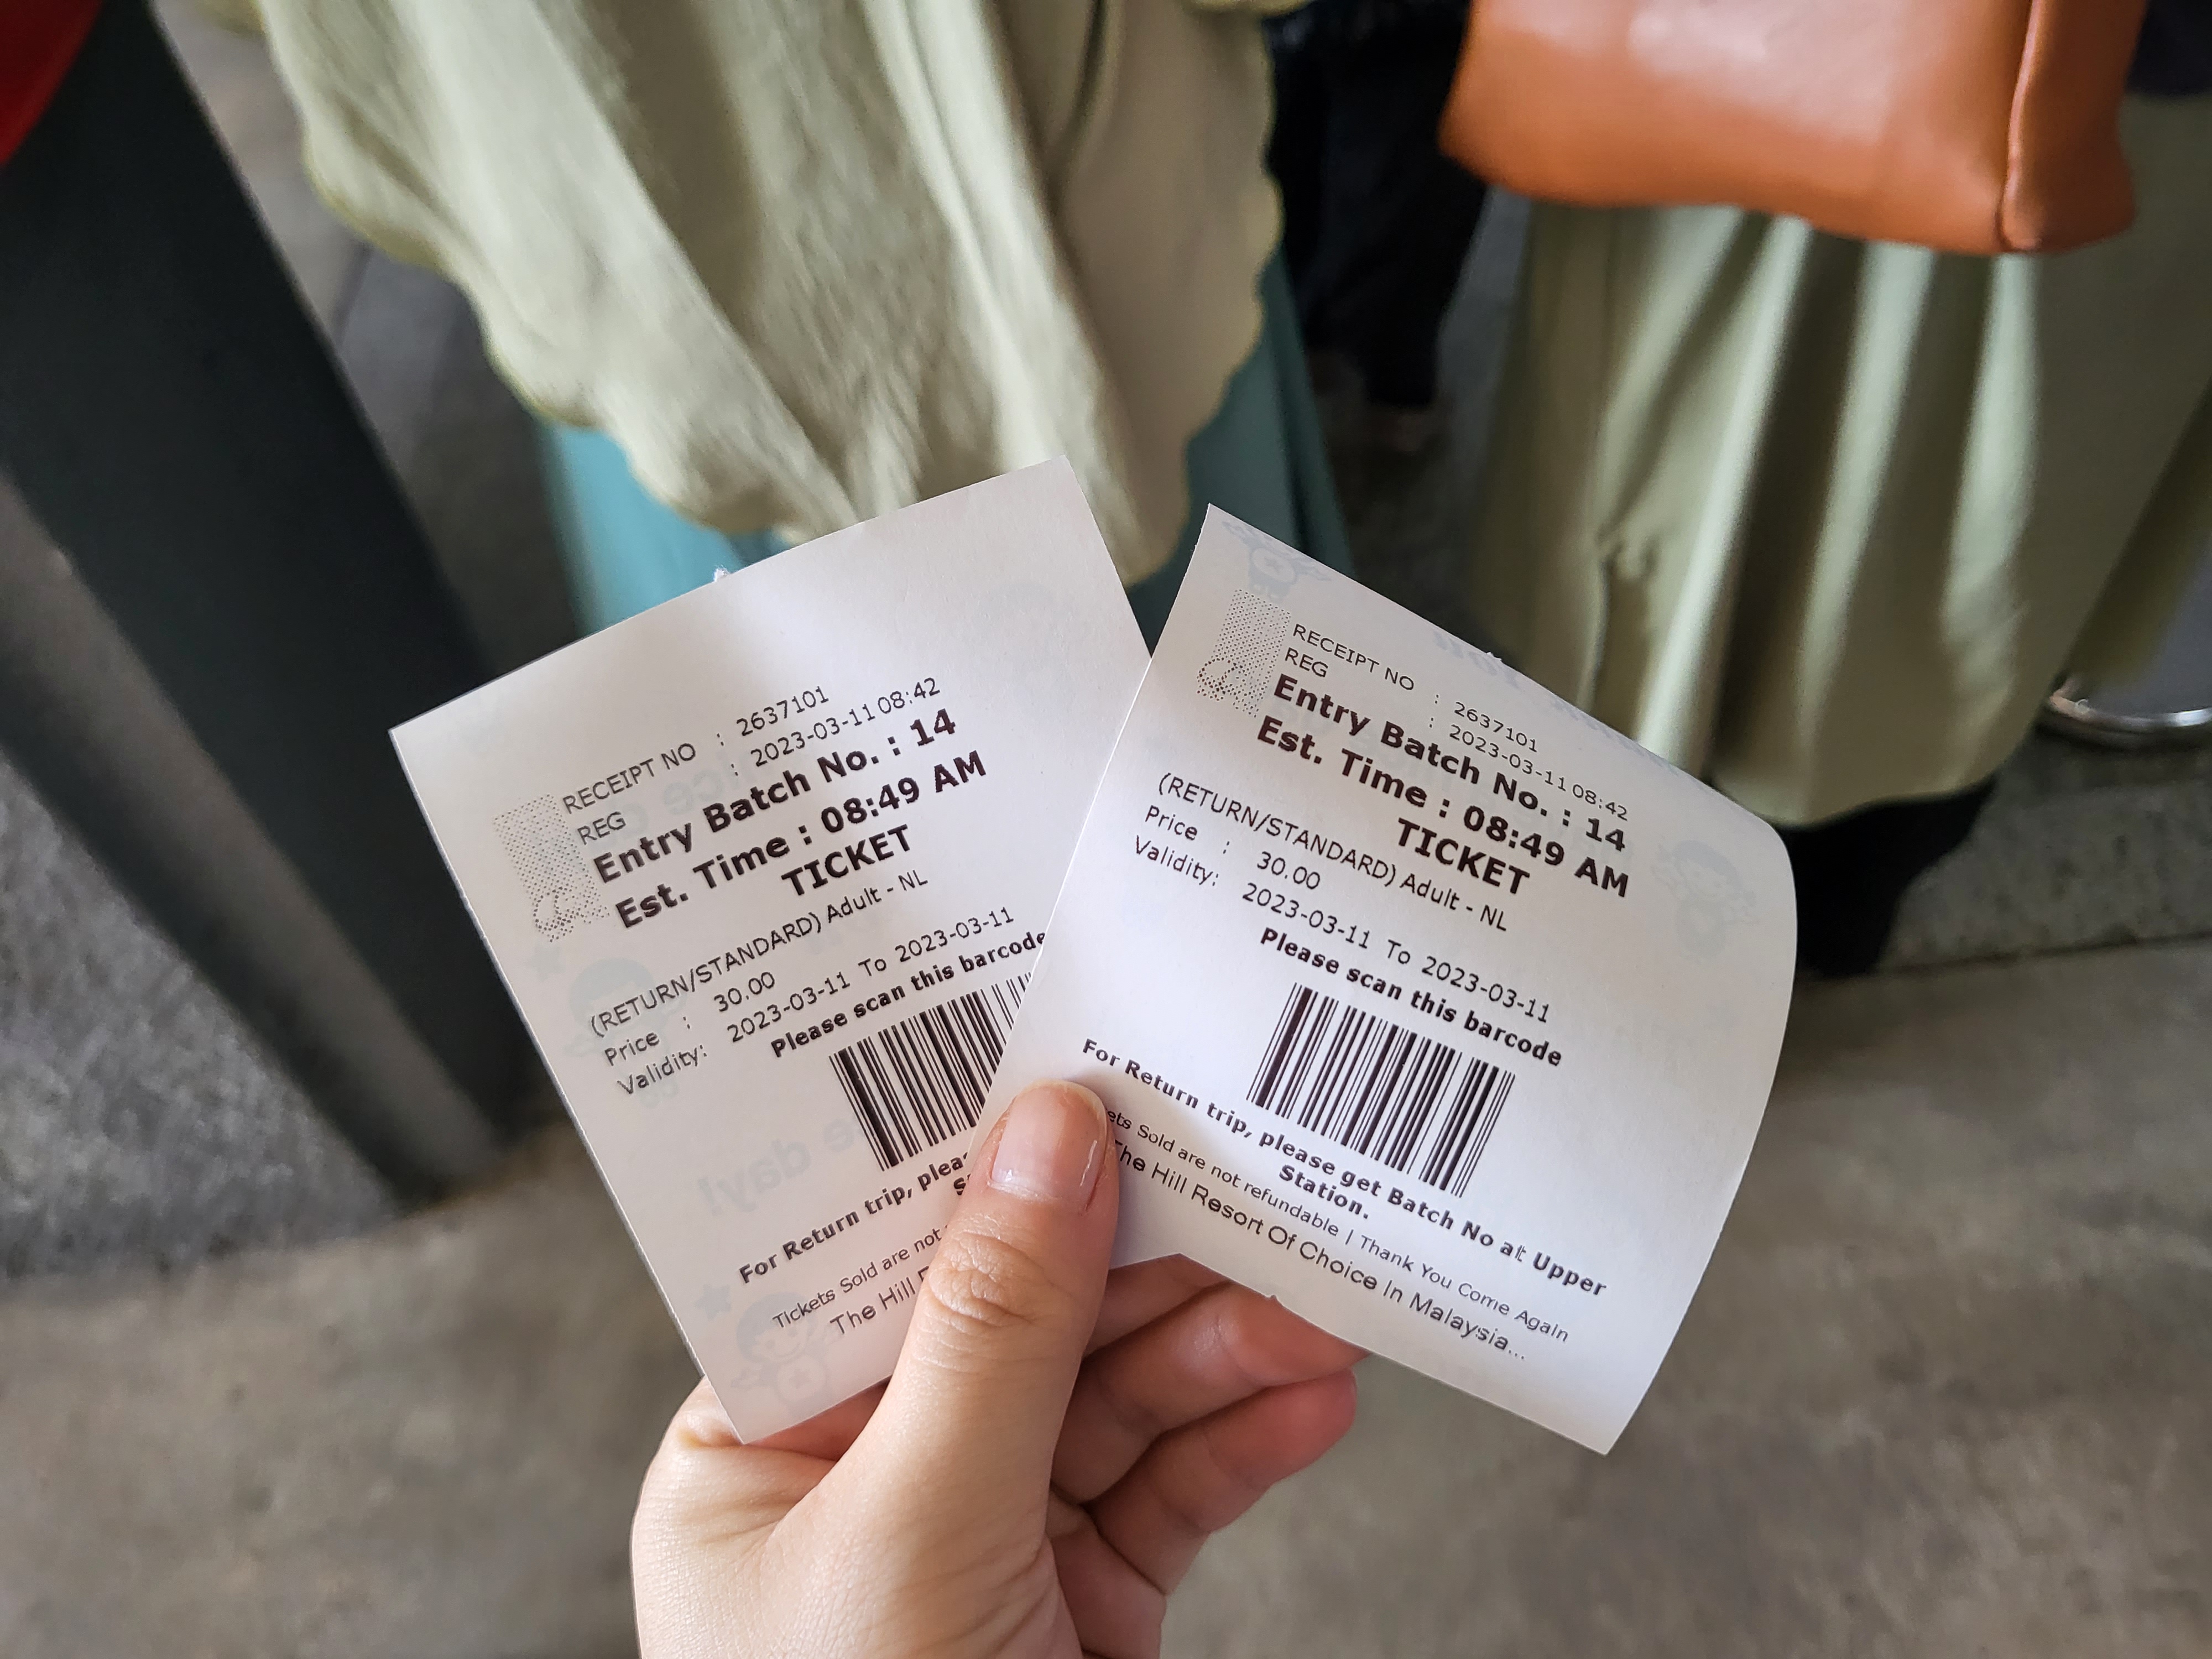 RECEIPT NO : 2637101
REG : 2023-03-11 08:42
Entry Batch No. : 14
Est. Time : 08:49 AM
TICKET
(RETURN/STANDARD) Adult - NL
Price : 30.00
Validity: 2023-03-11 To 2023-03-11
Please scan this barcode
For Return trip, pleas
S
Tickets Sold are not
The Hill
RECEIPT NO : 2637101
REG : 2023-03-11 08:42
Entry Batch No. : 14
Est. Time : 08:49 AM
TICKET
(RETURN/STANDARD) Adult - NL
Price : 30.00
Validity: 2023-03-11 To 2023-03-11
Please scan this barcode
For Return trip, please get Batch No at Upper
Station.
ets Sold are not refundable | Thank You Come Again
The Hill Resort Of Choice In Malaysia...